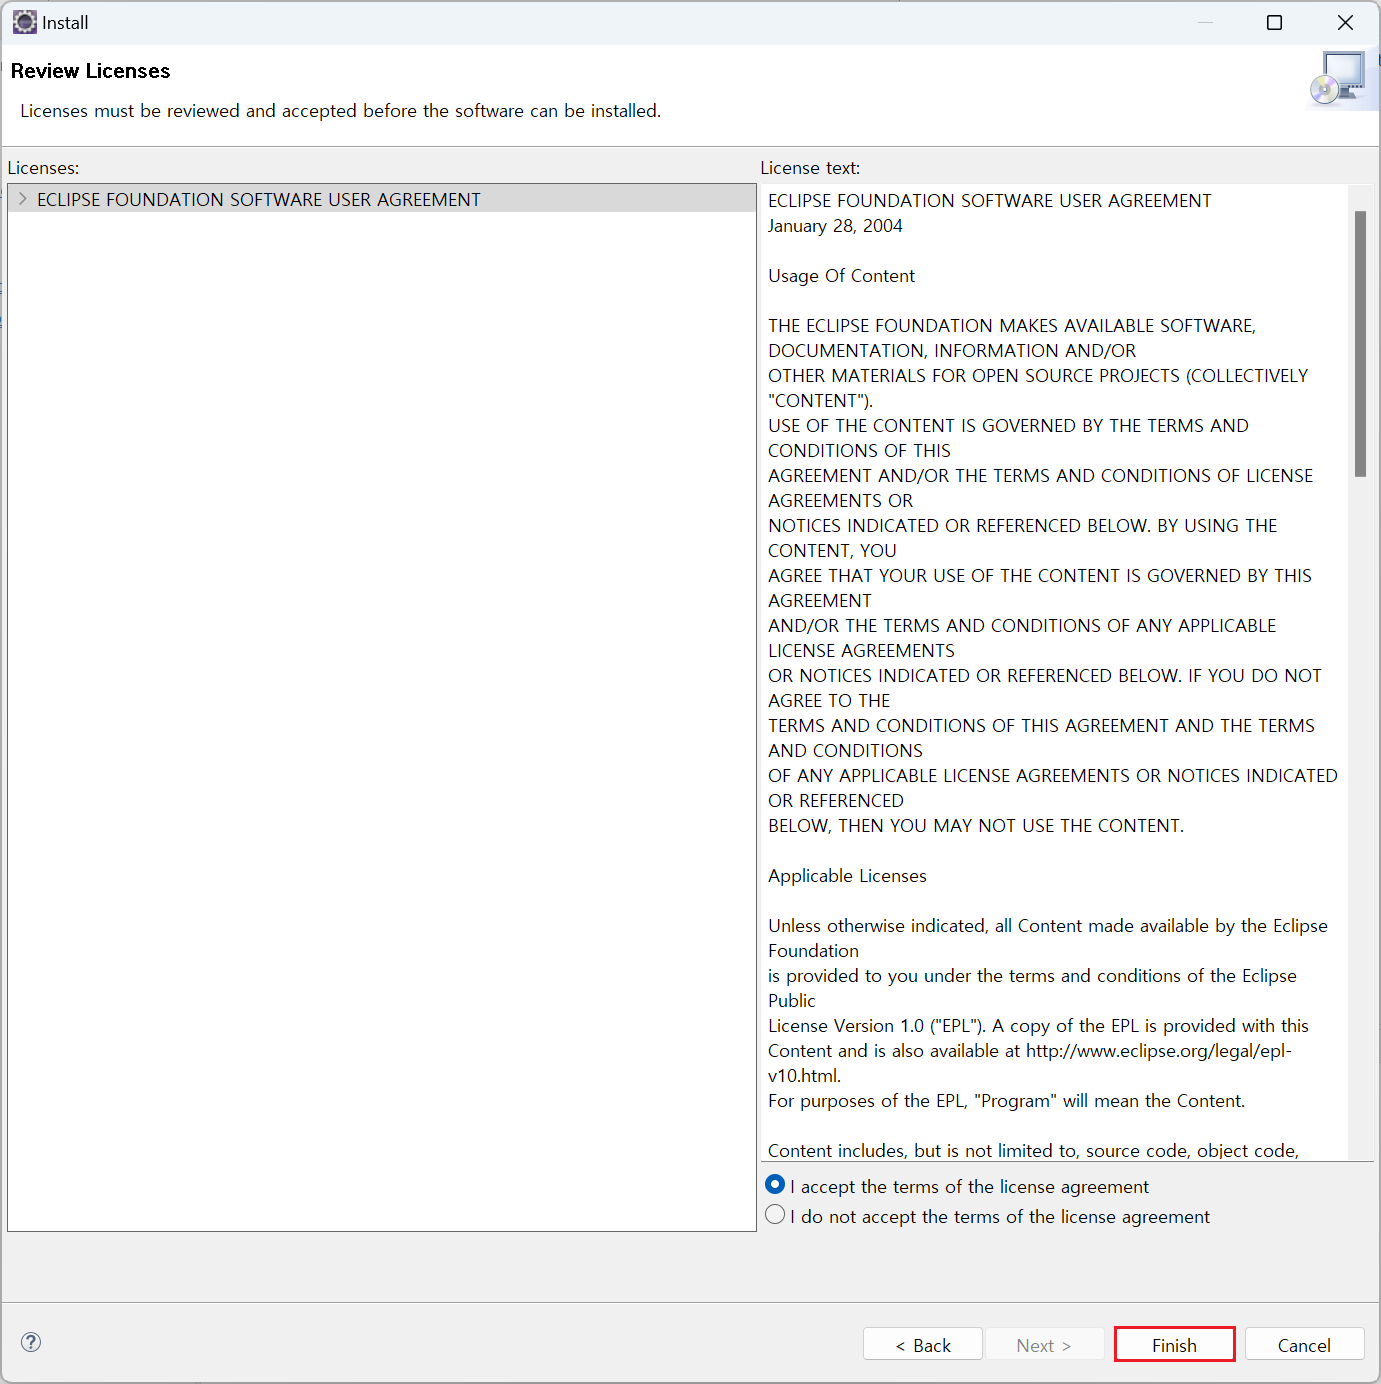 Install
Review Licenses
Licenses must be reviewed and accepted before the software can be installed.
Licenses:
ECLIPSE FOUNDATION SOFTWARE USER AGREEMENT
License text:
ECLIPSE FOUNDATION SOFTWARE USER AGREEMENT
January 28, 2004
Usage Of Content
THE ECLIPSE FOUNDATION MAKES AVAILABLE SOFTWARE,
DOCUMENTATION, INFORMATION AND/OR
OTHER MATERIALS FOR OPEN SOURCE PROJECTS (COLLECTIVELY
"CONTENT").
USE OF THE CONTENT IS GOVERNED BY THE TERMS AND
CONDITIONS OF THIS
AGREEMENT AND/OR THE TERMS AND CONDITIONS OF LICENSE
AGREEMENTS OR
NOTICES INDICATED OR REFERENCED BELOW. BY USING THE
CONTENT, YOU
AGREE THAT YOUR USE OF THE CONTENT IS GOVERNED BY THIS
AGREEMENT
AND/OR THE TERMS AND CONDITIONS OF ANY APPLICABLE
LICENSE AGREEMENTS
OR NOTICES INDICATED OR REFERENCED BELOW. IF YOU DO NOT
AGREE TO THE
TERMS AND CONDITIONS OF THIS AGREEMENT AND THE TERMS
AND CONDITIONS
OF ANY APPLICABLE LICENSE AGREEMENTS OR NOTICES INDICATED
OR REFERENCED
BELOW, THEN YOU MAY NOT USE THE CONTENT.
Applicable Licenses
Unless otherwise indicated, all Content made available by the Eclipse
Foundation
is provided to you under the terms and conditions of the Eclipse
Public
License Version 1.0 ("EPL"). A copy of the EPL is provided with this
Content and is also available at http://www.eclipse.org/legal/epl-
v10.html.
For purposes of the EPL, "Program" will mean the Content.
Content includes, but is not limited to, source code, object code,
I accept the terms of the license agreement
I do not accept the terms of the license agreement
< Back
Next >
Finish
Cancel